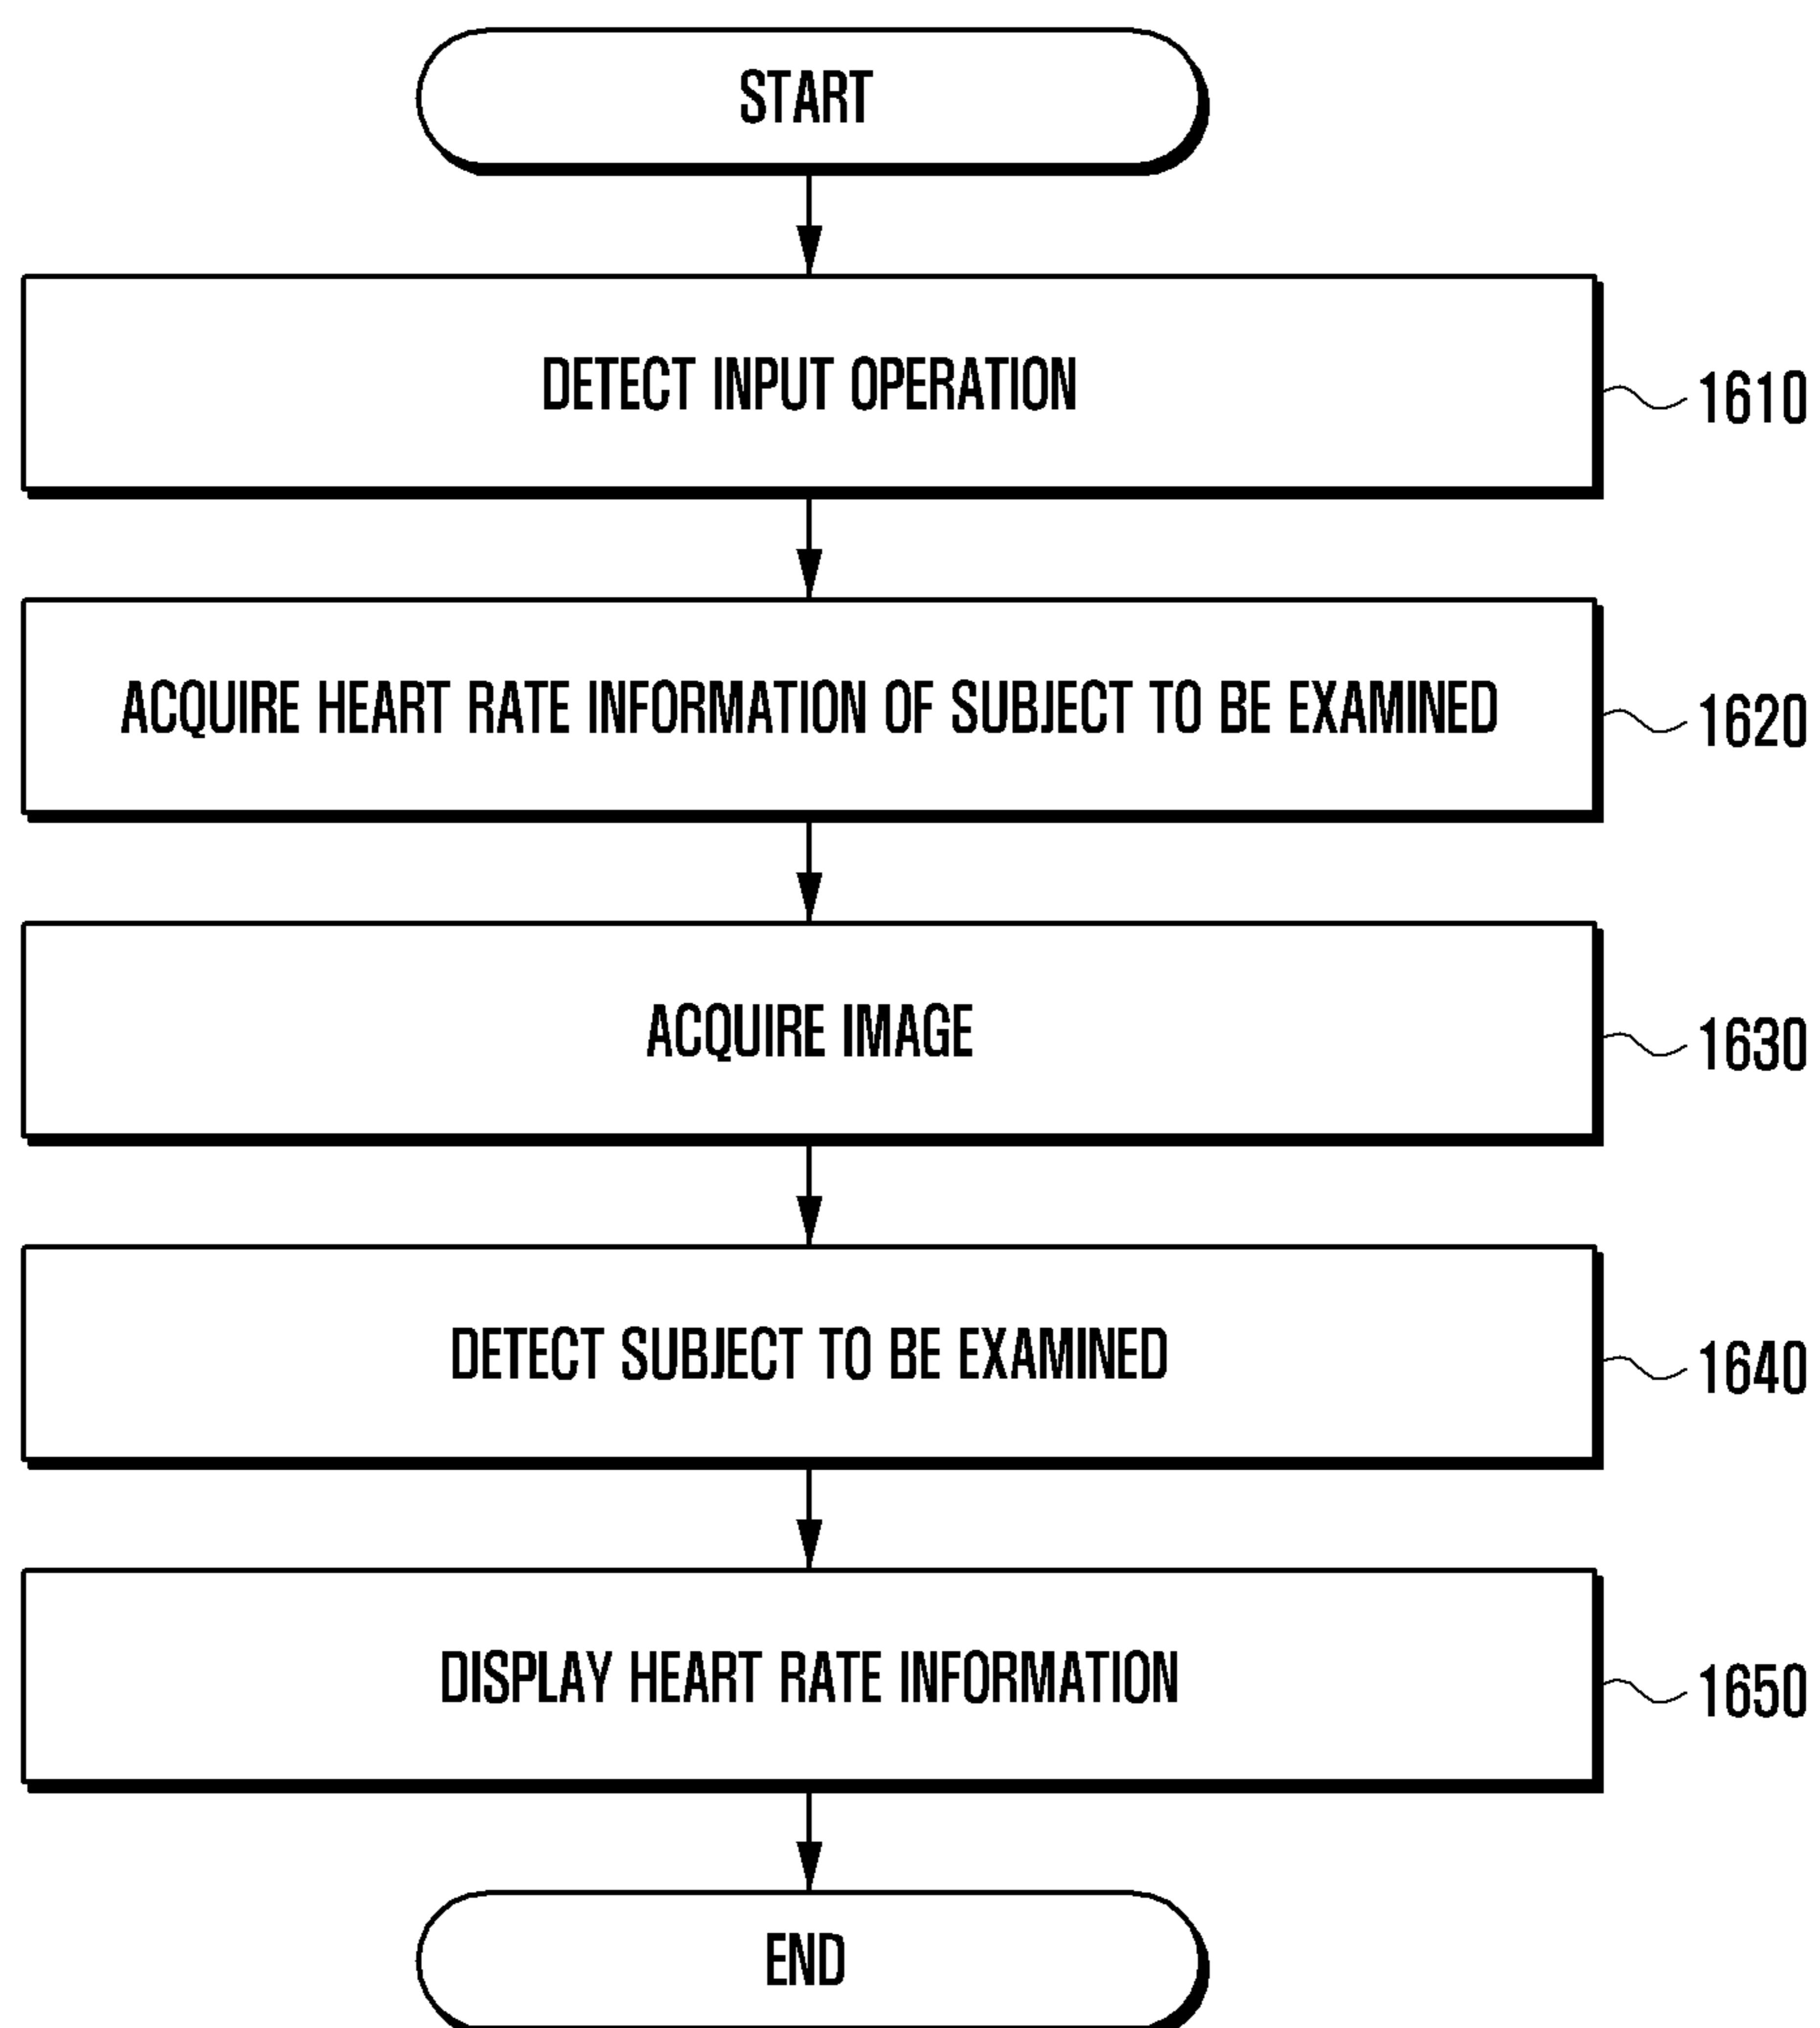 START
DETECT INPUT OPERATION
1610
ACQUIRE HEART RATE INFORMATION OF SUBJECT TO BE EXAMINED
1620
ACQUIRE IMAGE
1630
DETECT SUBJECT TO BE EXAMINED
1640
DISPLAY HEART RATE INFORMATION
1650
END